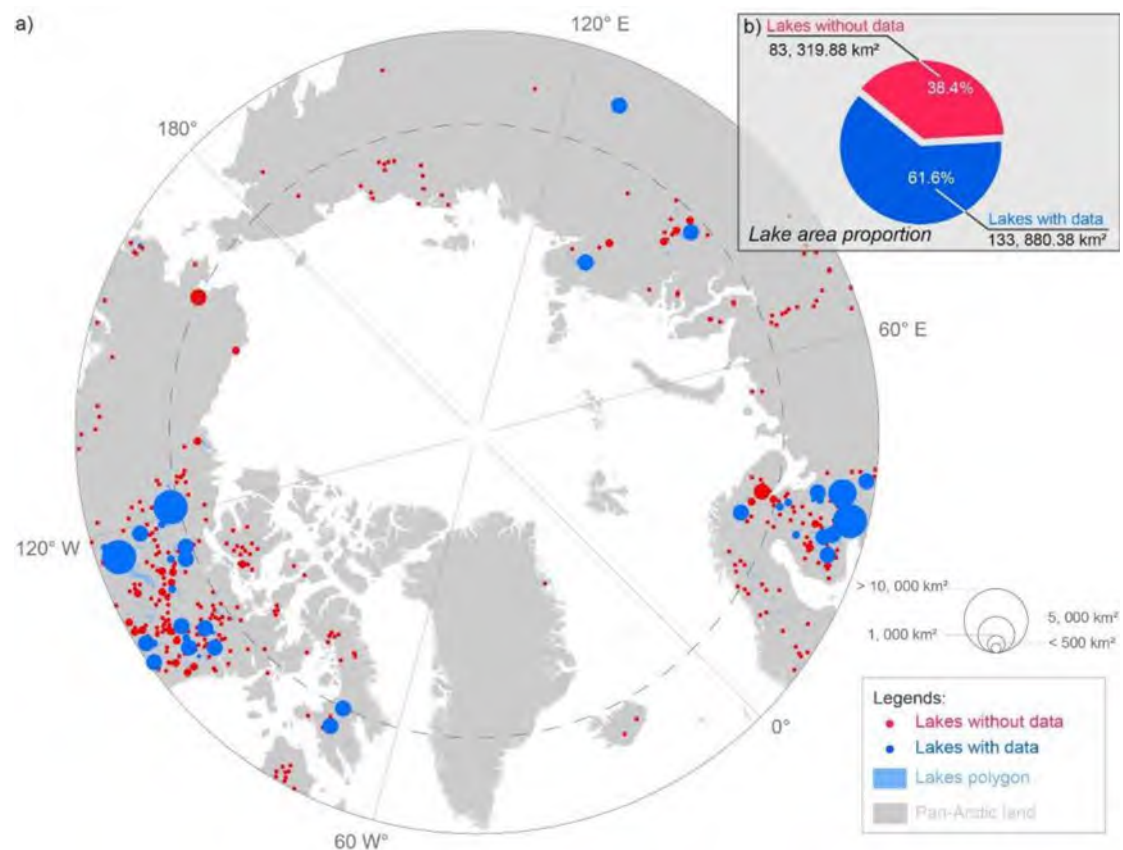 a)
120° E
180°
60° E
120° W
60 W°
0°
b)
Lakes without data
83, 319.88 km²
38.4%
61.6%
Lakes with data
133, 880.38 km²
Lake area proportion
> 10, 000 km²
5, 000 km²
1, 000 km²
< 500 km²
Legends:
Lakes without data
Lakes with data
Lakes polygon
Pan-Arctic land